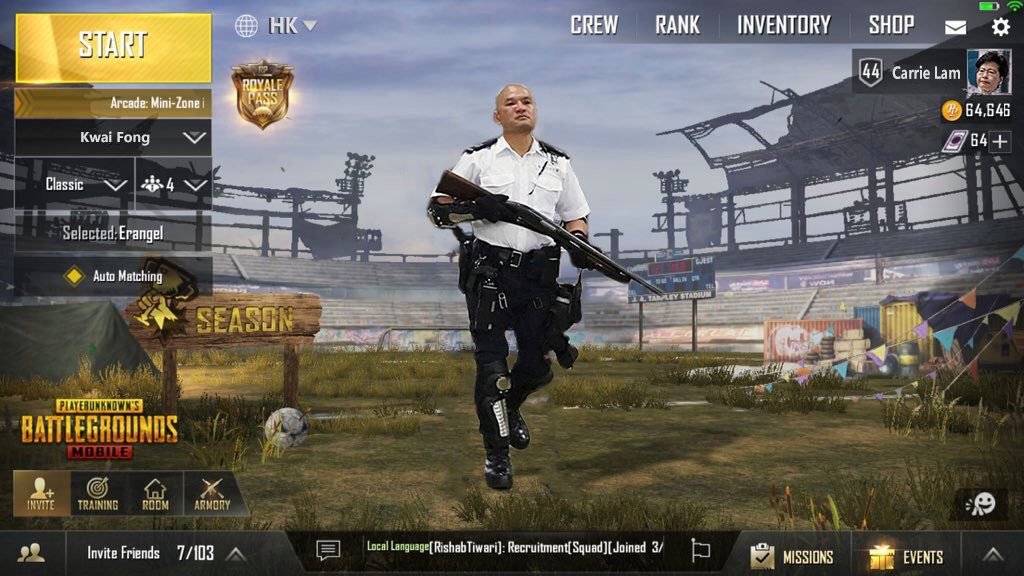 START
HK
CREW
RANK
INVENTORY
SHOP
44
Carrie Lam
64,646
64
Arcade: Mini-Zone
ROYALE
PASS
Kwai Fong
Classic
4
Selected: Erangel
Auto Matching
SEASON
J. A. TARPLEY STADIUM
PLAYERUNKNOWN'S
BATTLEGROUNDS
MOBILE
INVITE
TRAINING
ROOM
ARMORY
Invite Friends 7/103
Local Language[RishabTiwari]: Recruitment[Squad][Joined 3/
MISSIONS
EVENTS